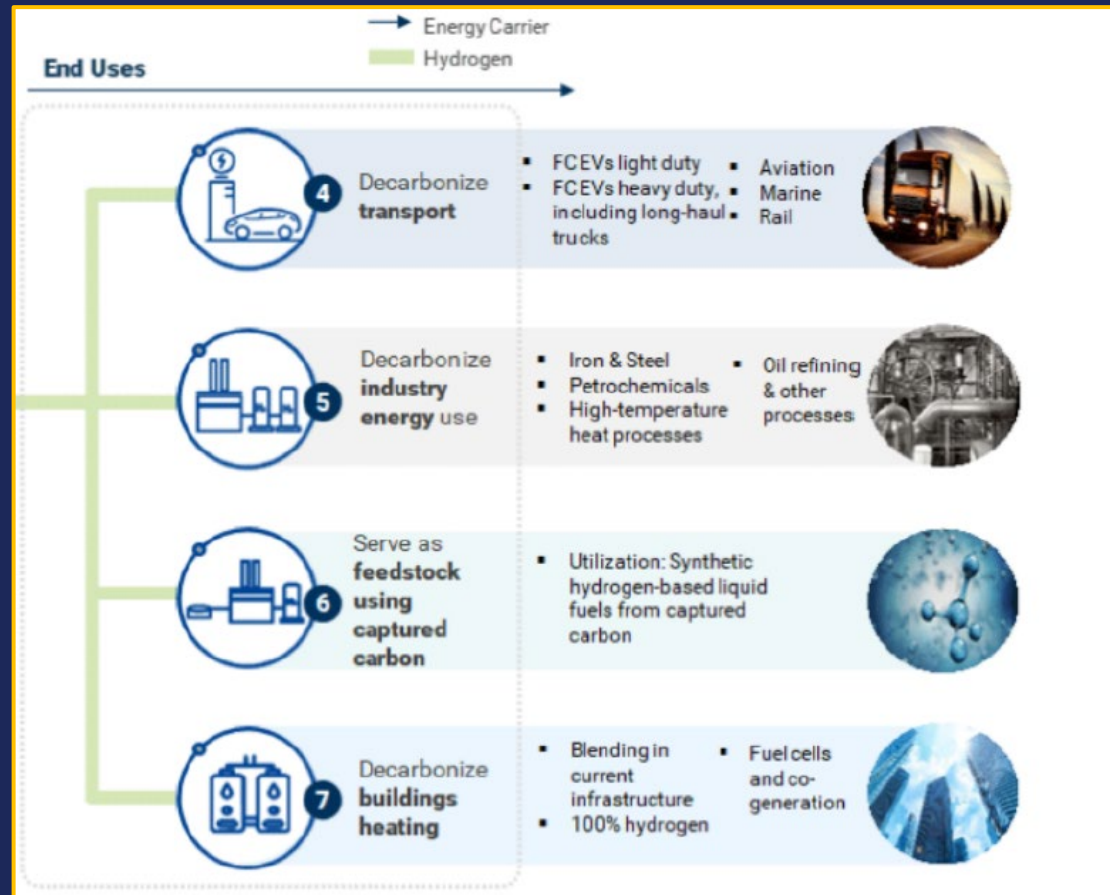 Energy Carrier
Hydrogen
End Uses
4
Decarbonize
transport
▪ FCEVs light duty
▪ FCEVs heavy duty,
including long-haul
trucks
▪ Aviation
▪ Marine
▪ Rail
5
Decarbonize
industry
energy use
▪ Iron & Steel
▪ Petrochemicals
▪ High-temperature
heat processes
▪ Oil refining
& other
processes
6
Serve as
feedstock
using
captured
carbon
▪ Utilization: Synthetic
hydrogen-based liquid
fuels from captured
carbon
7
Decarbonize
buildings
heating
▪ Blending in
current
infrastructure
▪ 100% hydrogen
▪ Fuel cells
and co-
generation